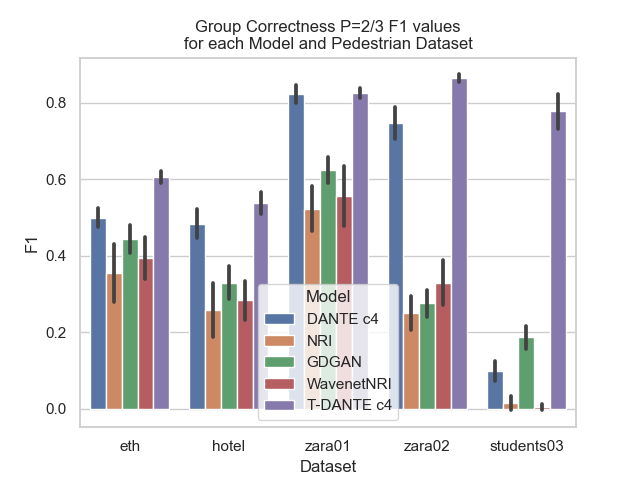 Group Correctness P=2/3 F1 values
for each Model and Pedestrian Dataset
F1
0.8
0.6
0.4
0.2
0.0
Model
DANTE c4
NRI
GDGAN
WavenetNRI
T-DANTE c4
eth hotel zara01 zara02 students03
Dataset